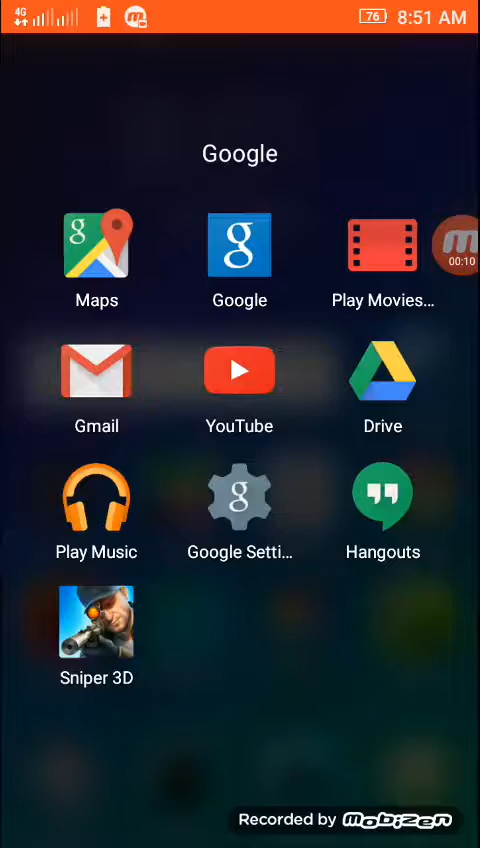 4G 76 8:51 AM
Google
Maps Google Play Movies...
00:10
Gmail YouTube Drive
Play Music Google Setti... Hangouts
Sniper 3D
Recorded by Mobizen